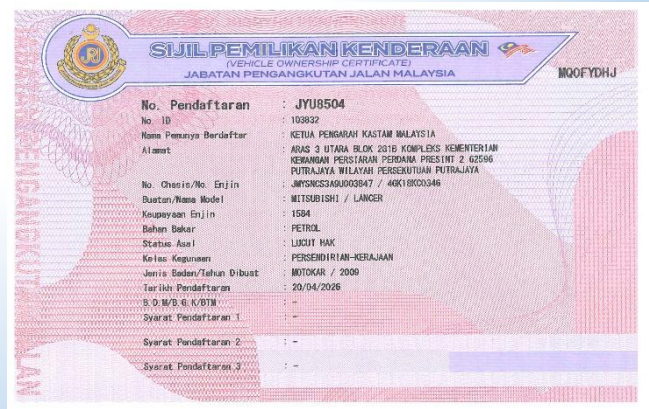 SIJIL PEMILIKAN KENDERAAN
(VEHICLE OWNERSHIP CERTIFICATE)
JABATAN PENGANGKUTAN JALAN MALAYSIA
MQOFYDHJ
No. Pendaftaran : JYU8504
No. ID : 103832
Nama Pemunya Berdaftar : KETUA PENGARAH KASTAM MALAYSIA
Alamat : ARAS 3 UTARA BLOK 2G1B KOMPLEKS KEMENTERIAN
KEWANGAN PERSIARAN PERDANA PRESINT 2 62596
PUTRAJAYA WILAYAH PERSEKUTUAN PUTRAJAYA
No. Chasis/No. Enjin : JMYSNCS3A9U003847 / 4GK18KC0346
Buatan/Nama Model : MITSUBISHI / LANCER
Keupayaan Enjin : 1584
Bahan Bakar : PETROL
Status Asal : LUCUT HAK
Kelas Kegunaan : PERSENDIRIAN-KERAJAAN
Jenis Badan/Tahun Dibuat : MOTOKAR / 2009
Tarikh Pendaftaran : 20/04/2026
B.D.M/B.G.K/BTM : -
Syarat Pendaftaran 1 : -
Syarat Pendaftaran 2 : -
Syarat Pendaftaran 3 : -